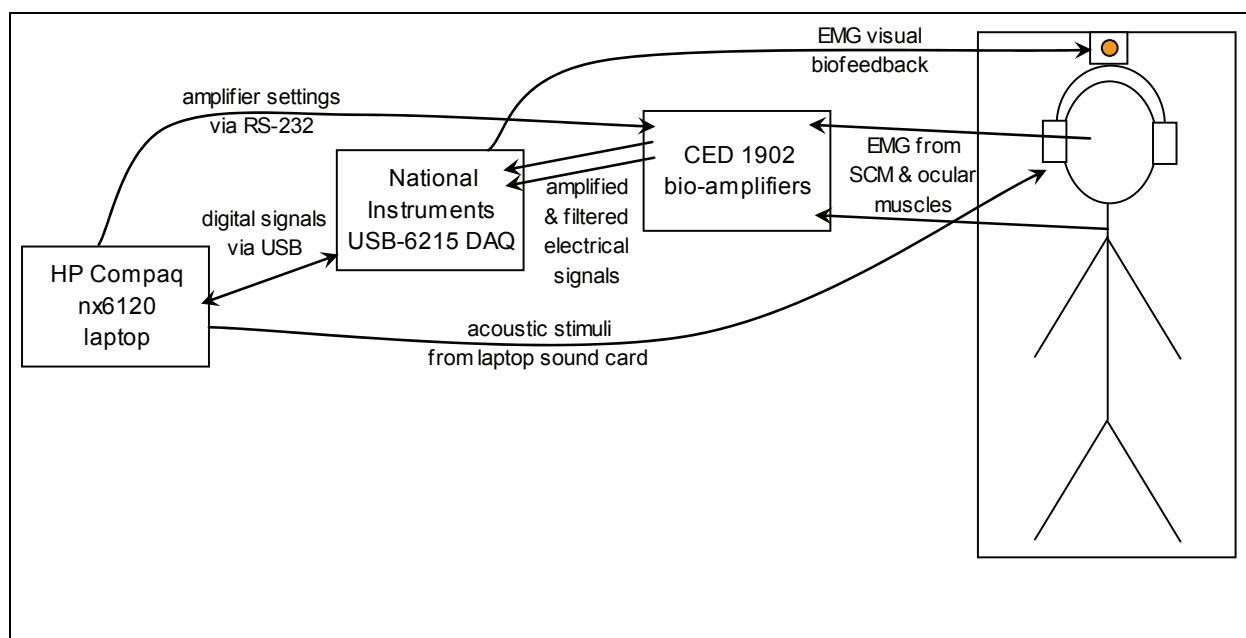 EMG visual
biofeedback
amplifier settings
via RS-232
CED 1902
bio-amplifiers
EMG from
SCM & ocular
muscles
National
Instruments
USB-6215 DAQ
amplified
& filtered
electrical
signals
digital signals
via USB
HP Compaq
nx6120
laptop
acoustic stimuli
from laptop sound card